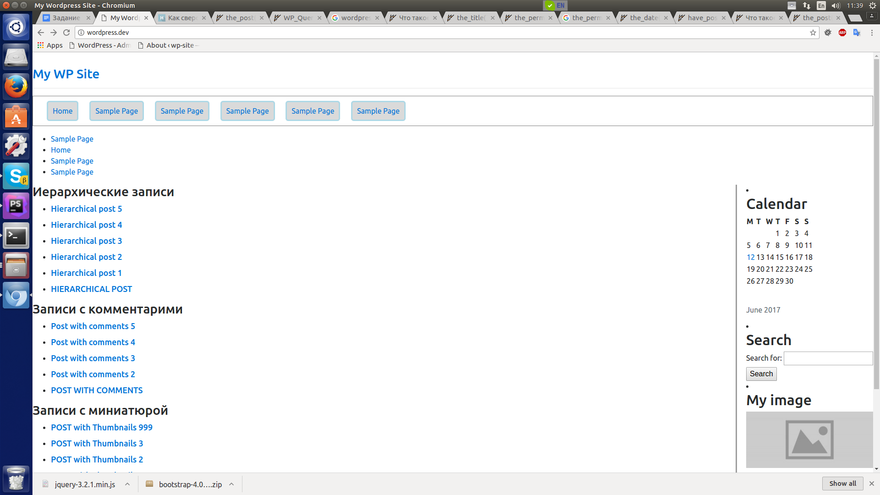 My Wordpress Site - Chromium
EN
En
11:39
Задание
My Word
Как свер
the_post
WP_Que
wordpre
Что тако
the_title
the_perm
the_perm
the_date
have_po
Что тако
the_post
wordpress.dev
Apps
WordPress - Adm
About ‹ wp-site -
My WP Site
Home
Sample Page
Sample Page
Sample Page
Sample Page
Sample Page
Sample Page
Home
Sample Page
Sample Page
Иерархические записи
Hierarchical post 5
Hierarchical post 4
Hierarchical post 3
Hierarchical post 2
Hierarchical post 1
HIERARCHICAL POST
Записи с комментарими
Post with comments 5
Post with comments 4
Post with comments 3
Post with comments 2
POST WITH COMMENTS
Записи с миниатюрой
POST with Thumbnails 999
POST with Thumbnails 3
POST with Thumbnails 2
Calendar
M T W T F S S
1 2 3 4
5 6 7 8 9 10 11
12 13 14 15 16 17 18
19 20 21 22 23 24 25
26 27 28 29 30
June 2017
Search
Search for:
Search
My image
jquery-3.2.1.min.js
bootstrap-4.0....zip
Show all